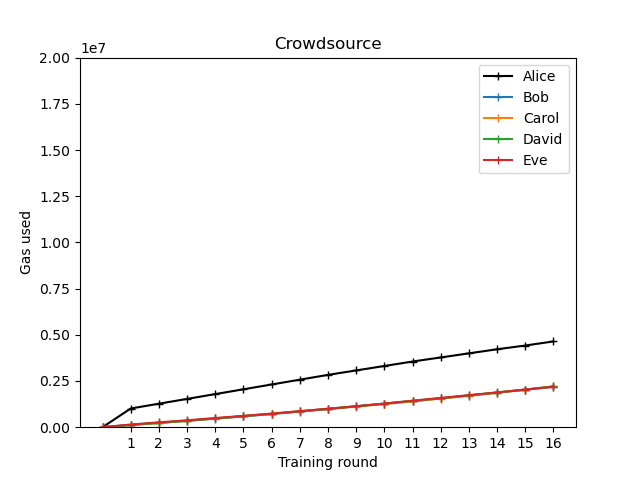 Crowdsource
1e7
2.00
1.75
1.50
1.25
1.00
0.75
0.50
0.25
0.00
Gas used
Alice
Bob
Carol
David
Eve
1 2 3 4 5 6 7 8 9 10 11 12 13 14 15 16
Training round